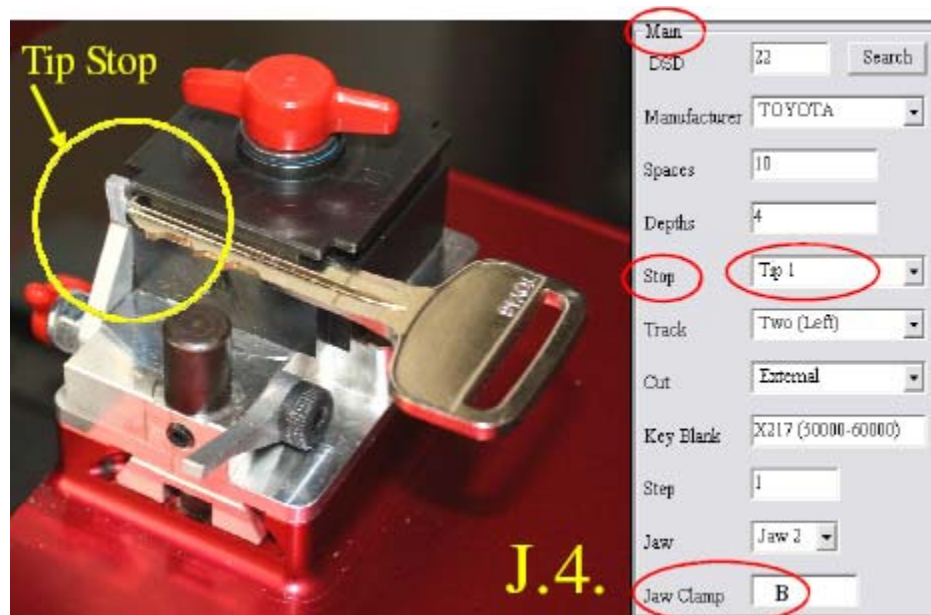 Tip Stop
J.4.
Main
DSD 22 Search
Manufacturer TOYOTA
Spaces 10
Depths 4
Stop Tip 1
Track Two (Left)
Cut External
Key Blank X217 (30000-60000)
Step 1
Jaw Jaw 2
Jaw Clamp B